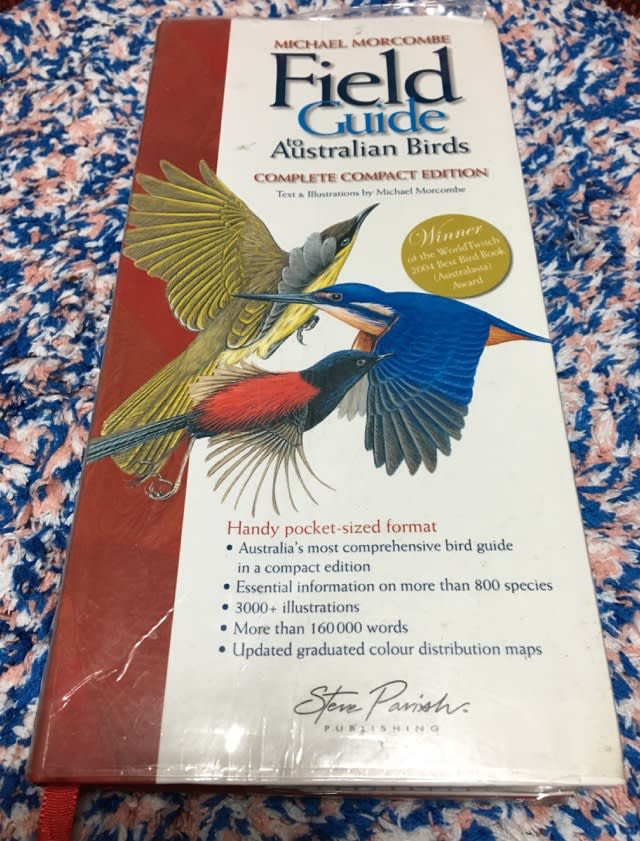 MICHAEL MORCOMBE
Field
Guide
to
Australian Birds
COMPLETE COMPACT EDITION
Text & Illustrations by Michael Morcombe
Winner
of the WorldTwitch
2004 Best Bird Book
(Australasia)
Award
Handy pocket-sized format
• Australia's most comprehensive bird guide
in a compact edition
• Essential information on more than 800 species
• 3000+ illustrations
• More than 160 000 words
• Updated graduated colour distribution maps
Steve Parish
PUBLISHING